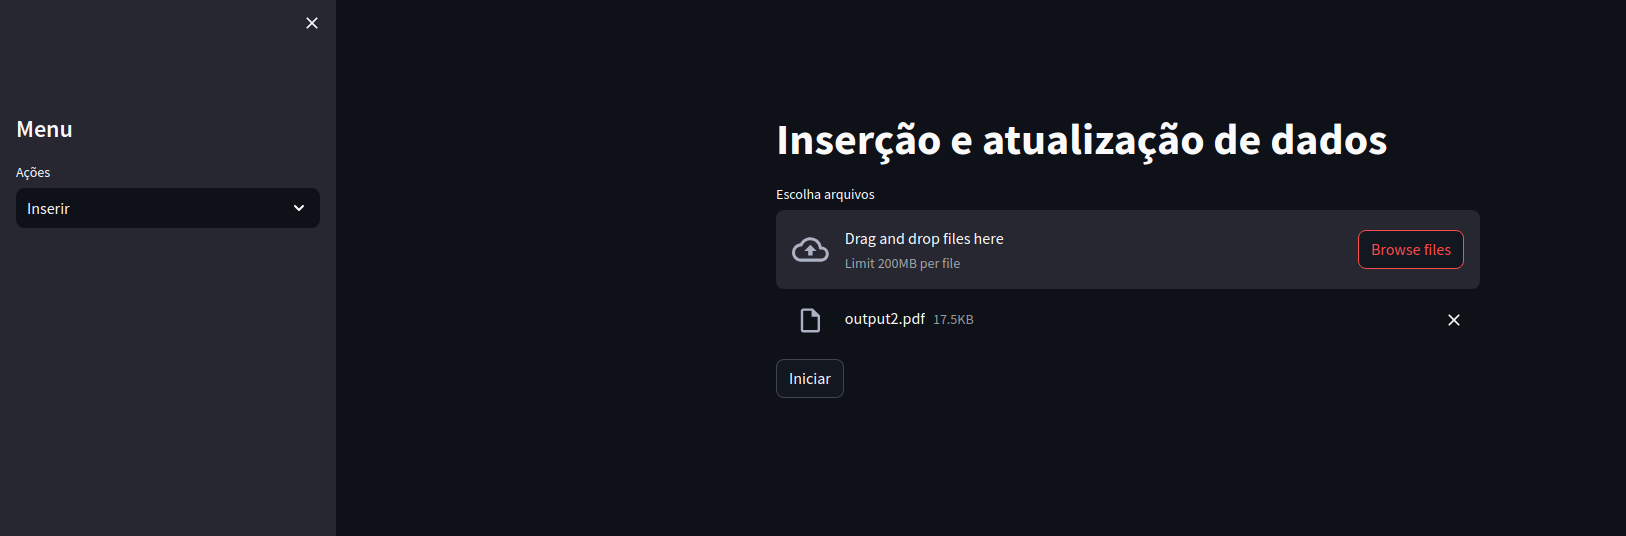 Menu
Ações
Inserir
Inserção e atualização de dados
Escolha arquivos
Drag and drop files here
Limit 200MB per file
Browse files
output2.pdf 17.5KB
Iniciar